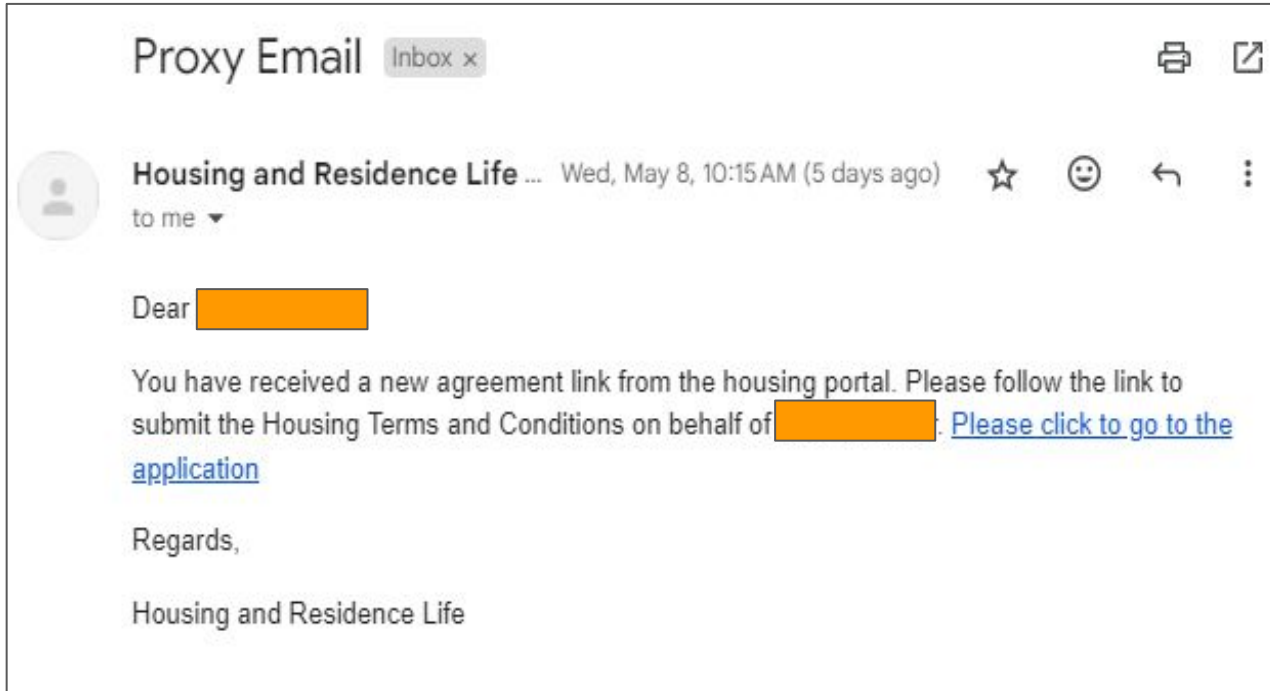 Proxy Email Inbox ×
Housing and Residence Life ... Wed, May 8, 10:15 AM (5 days ago)
to me
Dear
You have received a new agreement link from the housing portal. Please follow the link to
submit the Housing Terms and Conditions on behalf of r. Please click to go to the
application
Regards,
Housing and Residence Life